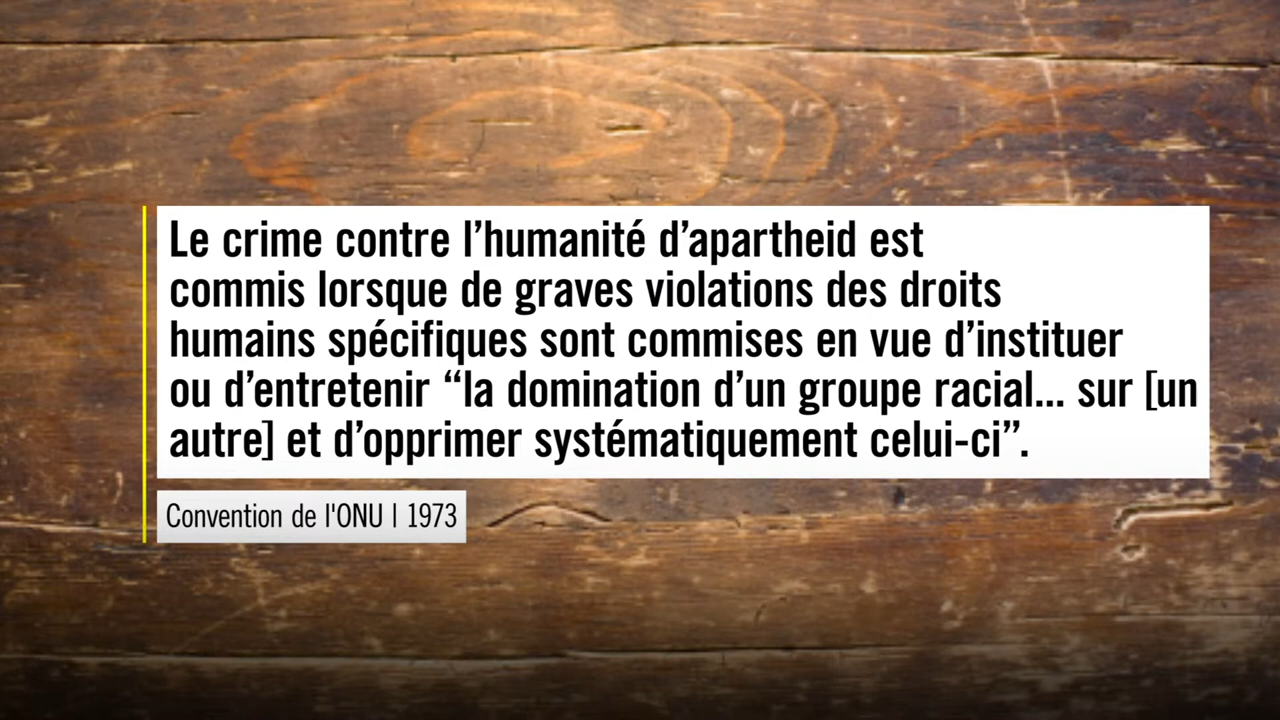 Le crime contre l’humanité d’apartheid est
commis lorsque de graves violations des droits
humains spécifiques sont commises en vue d’instituer
ou d’entretenir “la domination d’un groupe racial... sur [un
autre] et d’opprimer systématiquement celui-ci”.
Convention de l'ONU | 1973